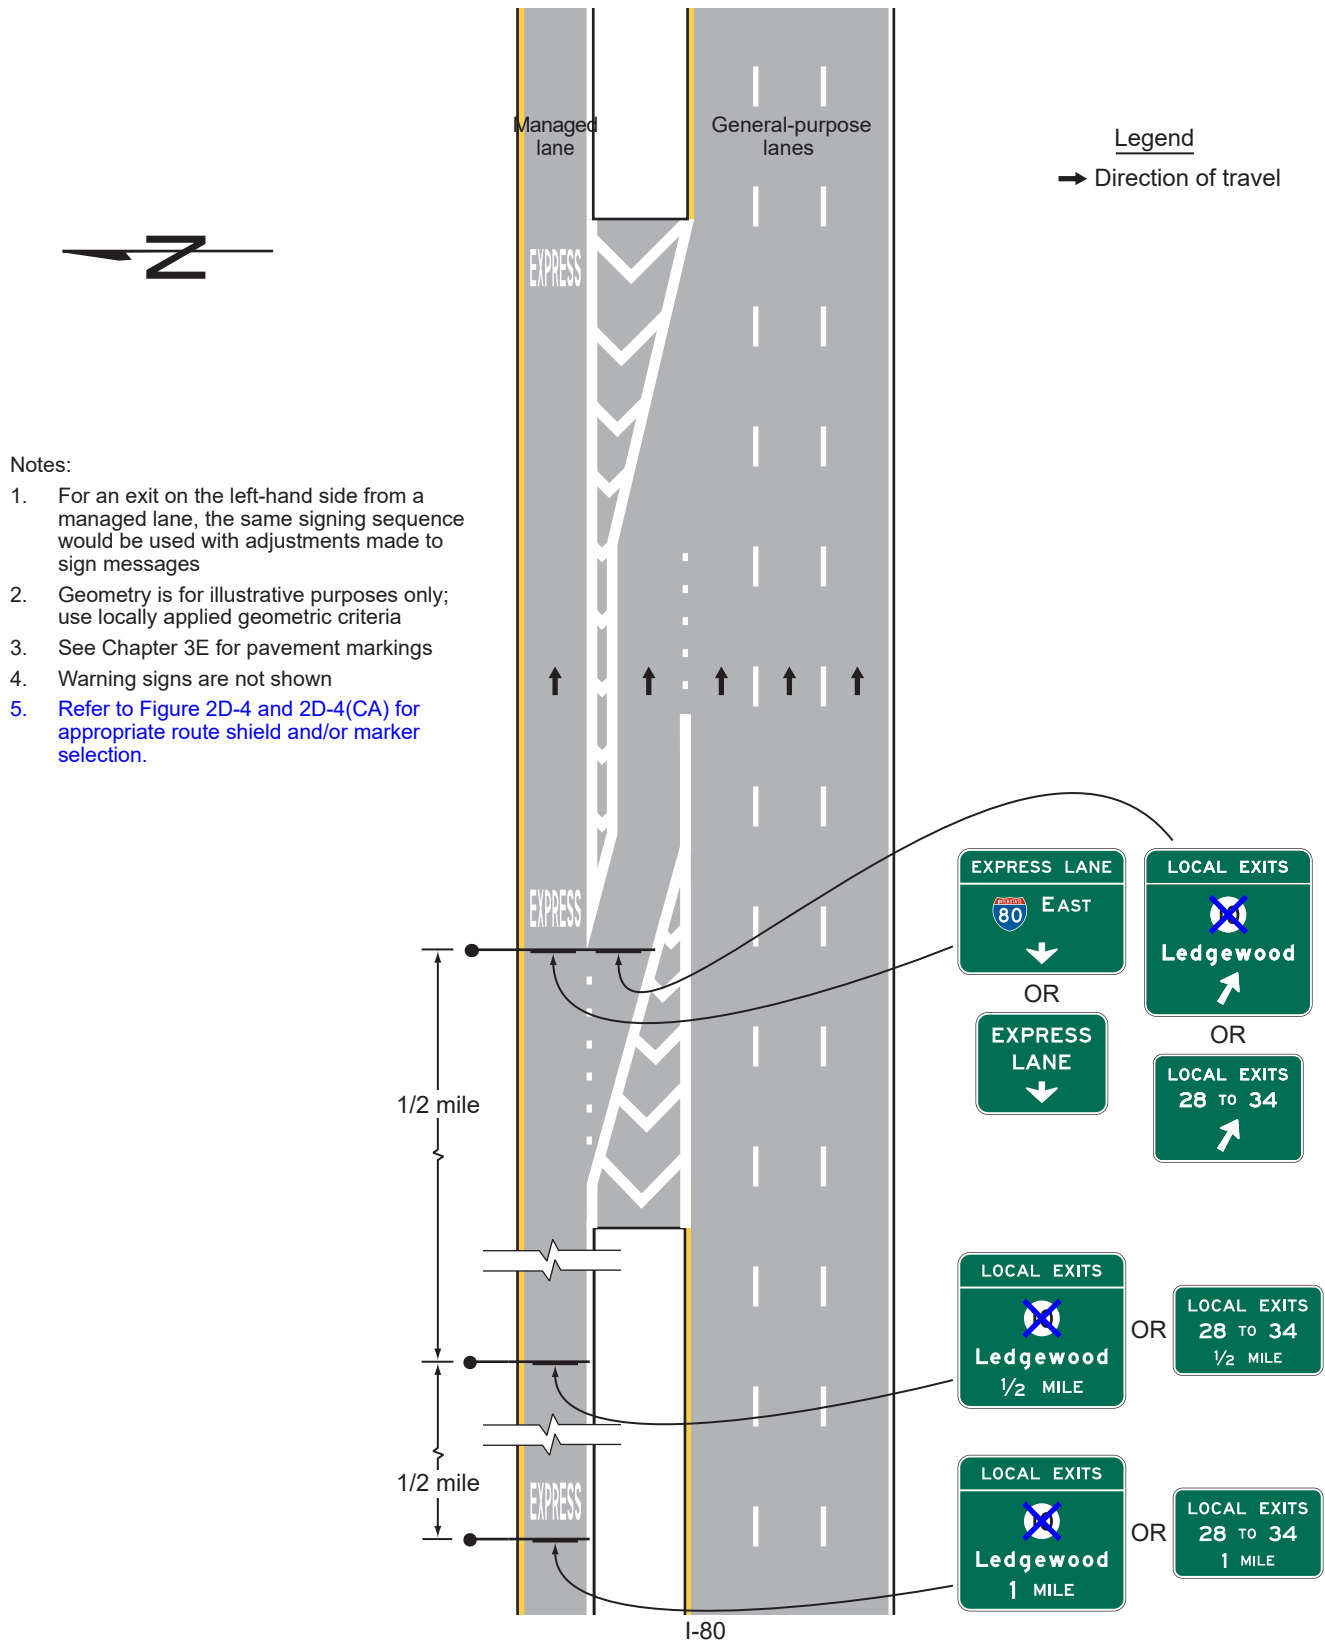 Managed
lane
General-purpose
lanes
Legend
Direction of travel
N
EXPRESS
Notes:
1. For an exit on the left-hand side from a
managed lane, the same signing sequence
would be used with adjustments made to
sign messages
2. Geometry is for illustrative purposes only;
use locally applied geometric criteria
3. See Chapter 3E for pavement markings
4. Warning signs are not shown
5. Refer to Figure 2D-4 and 2D-4(CA) for
appropriate route shield and/or marker
selection.
EXPRESS
EXPRESS LANE
INTERSTATE
80 EAST
OR
EXPRESS
LANE
LOCAL EXITS
Ledgewood
OR
LOCAL EXITS
28 TO 34
1/2 mile
LOCAL EXITS
Ledgewood
1/2 MILE
OR
LOCAL EXITS
28 TO 34
1/2 MILE
1/2 mile
EXPRESS
LOCAL EXITS
Ledgewood
1 MILE
OR
LOCAL EXITS
28 TO 34
1 MILE
I-80